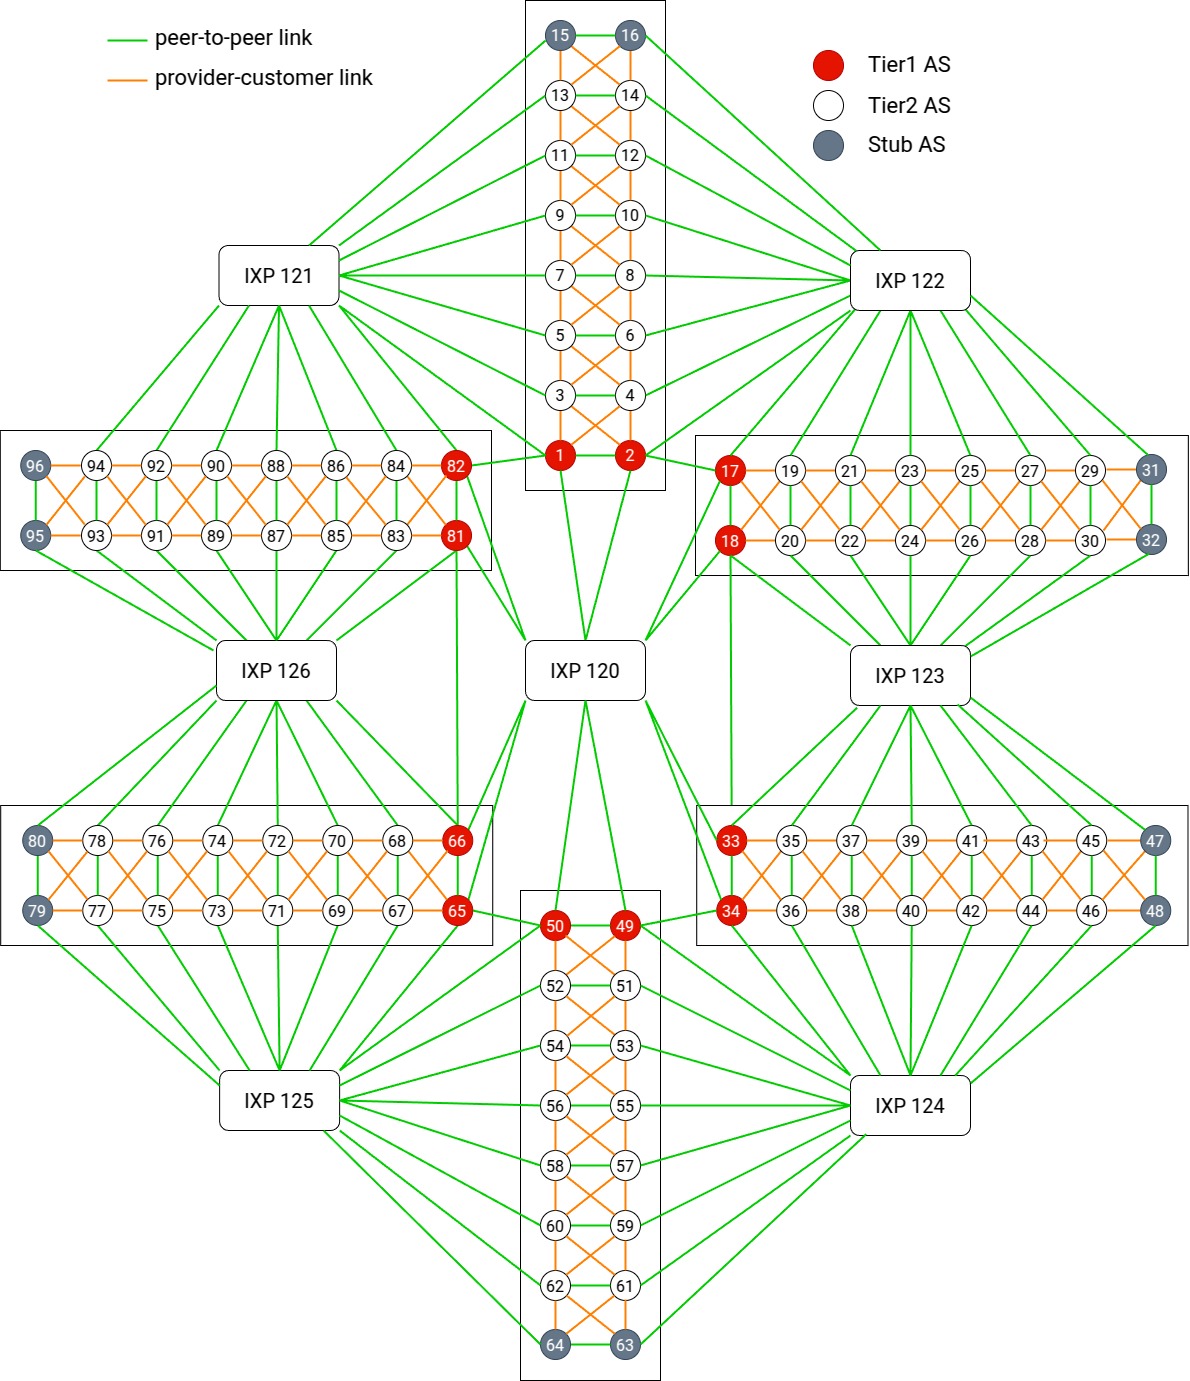 peer-to-peer link
provider-customer link
Tier1 AS
Tier2 AS
Stub AS
15 16
13 14
11 12
9 10
7 8
5 6
3 4
1 2
IXP 121
IXP 122
96 94 92 90 88 86 84 82
95 93 91 89 87 85 83 81
17 19 21 23 25 27 29 31
18 20 22 24 26 28 30 32
IXP 126
IXP 120
IXP 123
80 78 76 74 72 70 68 66
79 77 75 73 71 69 67 65
33 35 37 39 41 43 45 47
34 36 38 40 42 44 46 48
50 49
52 51
54 53
56 55
58 57
60 59
62 61
64 63
IXP 125
IXP 124